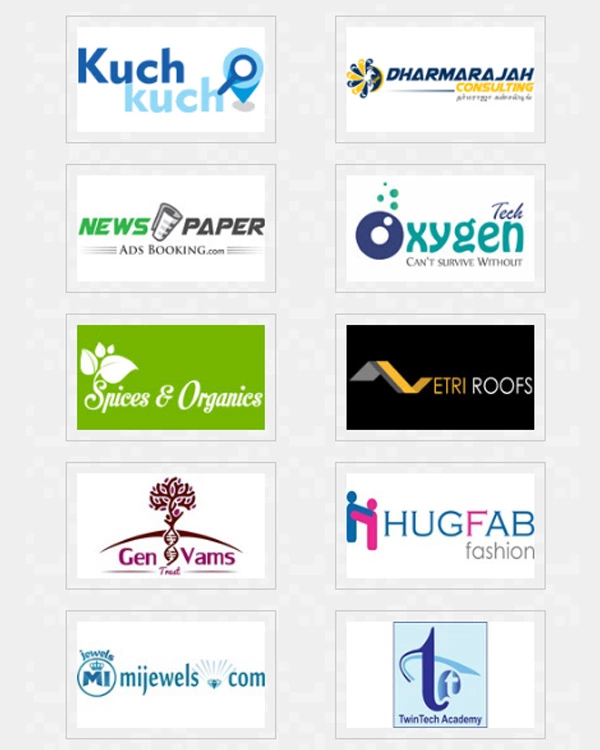 Kuch
kuch
DHARMARAJAH
CONSULTING
NEWS PAPER
ADS BOOKING.com
Tech
Oxygen
CAN'T SURVIVE WITHOUT
Spices & Organics
VETRI ROOFS
Gen Vams
Trust
HUGFAB
fashion
jewels
MI mijewels com
tt
TwinTech Academy